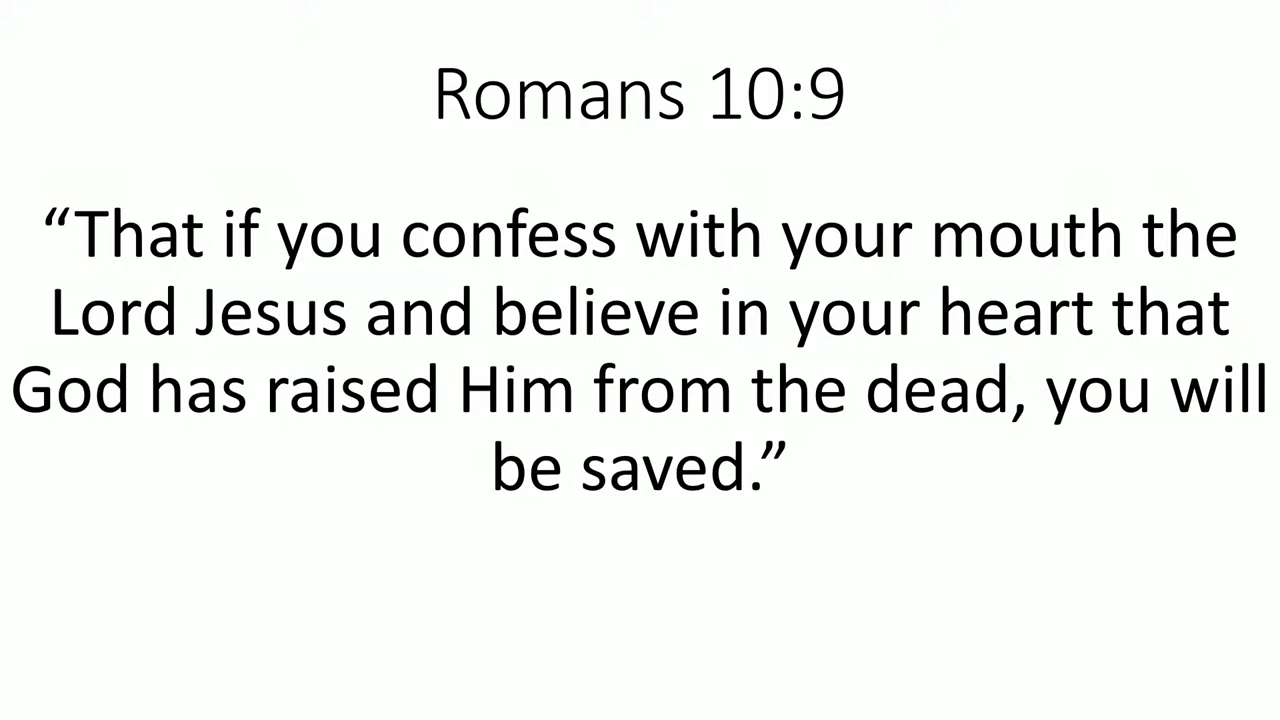 Romans 10:9
“That if you confess with your mouth the
Lord Jesus and believe in your heart that
God has raised Him from the dead, you will
be saved.”